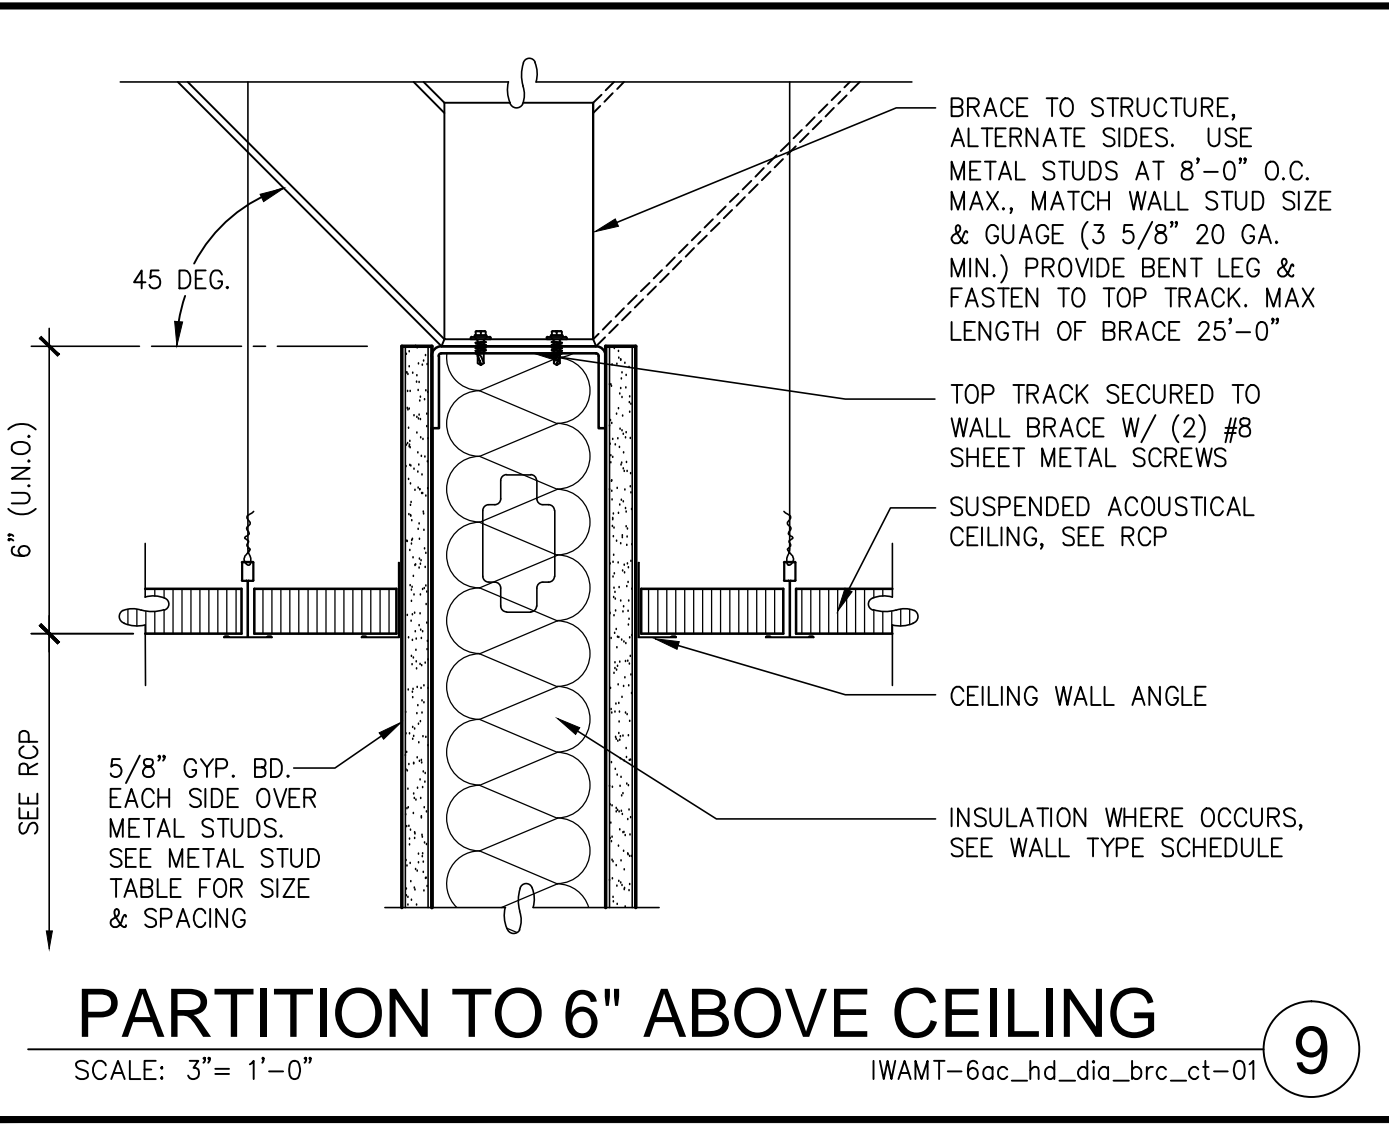 BRACE TO STRUCTURE,
ALTERNATE SIDES. USE
METAL STUDS AT 8'-0" O.C.
MAX., MATCH WALL STUD SIZE
& GUAGE (3 5/8" 20 GA.
MIN.) PROVIDE BENT LEG &
FASTEN TO TOP TRACK. MAX
LENGTH OF BRACE 25'-0"
45 DEG.
TOP TRACK SECURED TO
WALL BRACE W/ (2) #8
SHEET METAL SCREWS
6" (U.N.O.)
SUSPENDED ACOUSTICAL
CEILING, SEE RCP
CEILING WALL ANGLE
SEE RCP
5/8" GYP. BD.
EACH SIDE OVER
METAL STUDS.
SEE METAL STUD
TABLE FOR SIZE
& SPACING
INSULATION WHERE OCCURS,
SEE WALL TYPE SCHEDULE
PARTITION TO 6" ABOVE CEILING
9
SCALE: 3"= 1'-0"
IWAMT-6ac_hd_dia_brc_ct-01